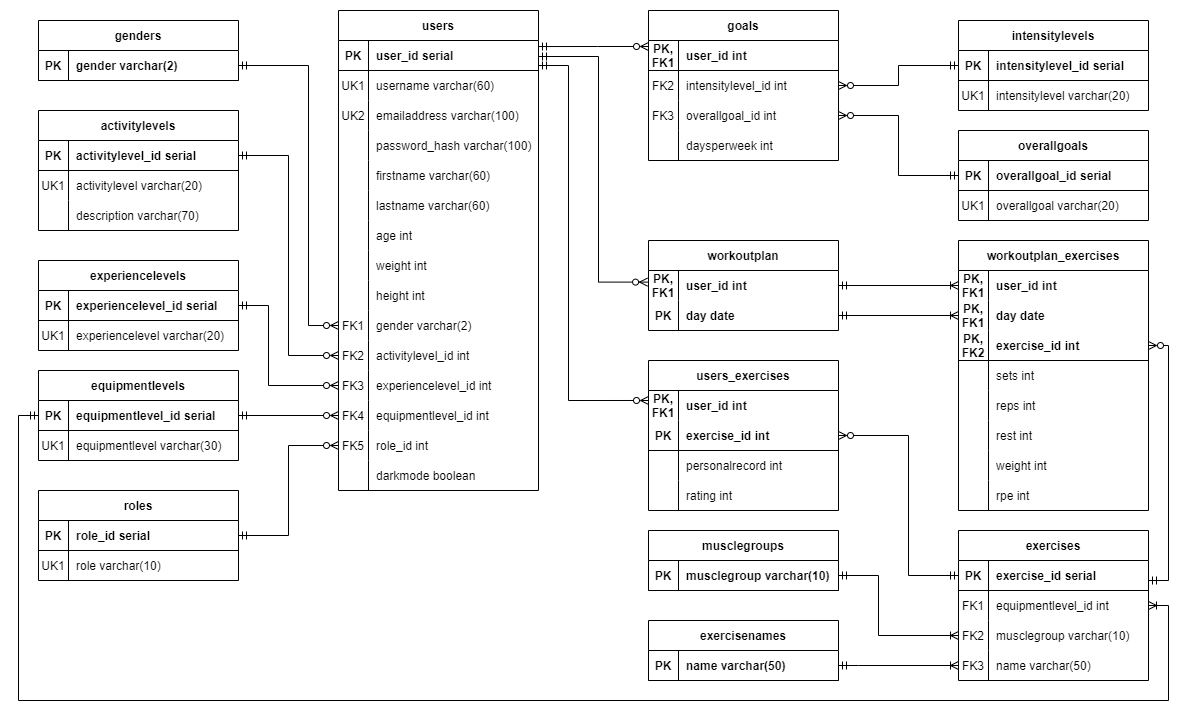 genders
PK gender varchar(2)
activitylevels
PK activitylevel_id serial
UK1 activitylevel varchar(20)
description varchar(70)
experiencelevels
PK experiencelevel_id serial
UK1 experiencelevel varchar(20)
equipmentlevels
PK equipmentlevel_id serial
UK1 equipmentlevel varchar(30)
roles
PK role_id serial
UK1 role varchar(10)
users
PK user_id serial
UK1 username varchar(60)
UK2 emailaddress varchar(100)
password_hash varchar(100)
firstname varchar(60)
lastname varchar(60)
age int
weight int
height int
FK1 gender varchar(2)
FK2 activitylevel_id int
FK3 experiencelevel_id int
FK4 equipmentlevel_id int
FK5 role_id int
darkmode boolean
goals
PK, FK1 user_id int
FK2 intensitylevel_id int
FK3 overallgoal_id int
daysperweek int
workoutplan
PK, FK1 user_id int
PK day date
users_exercises
PK, FK1 user_id int
PK exercise_id int
personalrecord int
rating int
musclegroups
PK musclegroup varchar(10)
exercisenames
PK name varchar(50)
intensitylevels
PK intensitylevel_id serial
UK1 intensitylevel varchar(20)
overallgoals
PK overallgoal_id serial
UK1 overallgoal varchar(20)
workoutplan_exercises
PK, FK1 user_id int
PK, FK1 day date
PK, FK2 exercise_id int
sets int
reps int
rest int
weight int
rpe int
exercises
PK exercise_id serial
FK1 equipmentlevel_id int
FK2 musclegroup varchar(10)
FK3 name varchar(50)